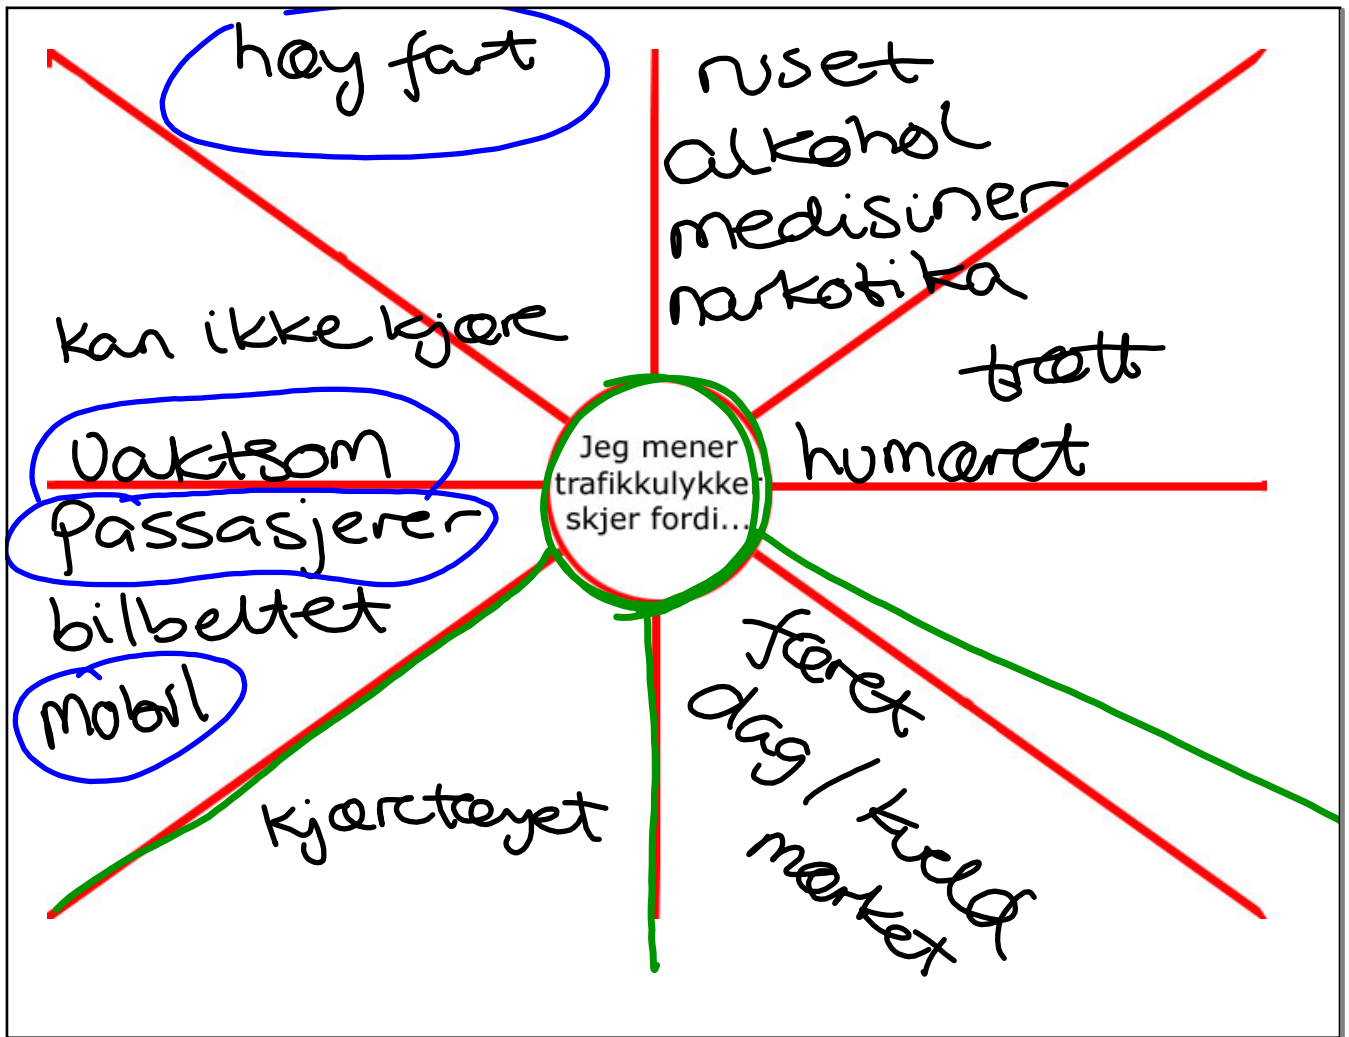 høy fart
ruset
alkohol
medisiner
narkotika
trøtt
humøret
kan ikke kjøre
vaktsom
passasjerer
bilbeltet
mobil
Jeg mener
trafikkulykker
skjer fordi...
føret
dag / kveld
mørket
kjøretøyet